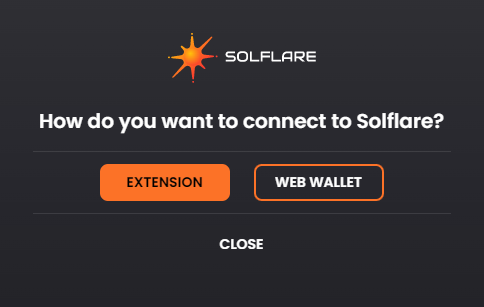 SOLFLARE
How do you want to connect to Solflare?
EXTENSION
WEB WALLET
CLOSE